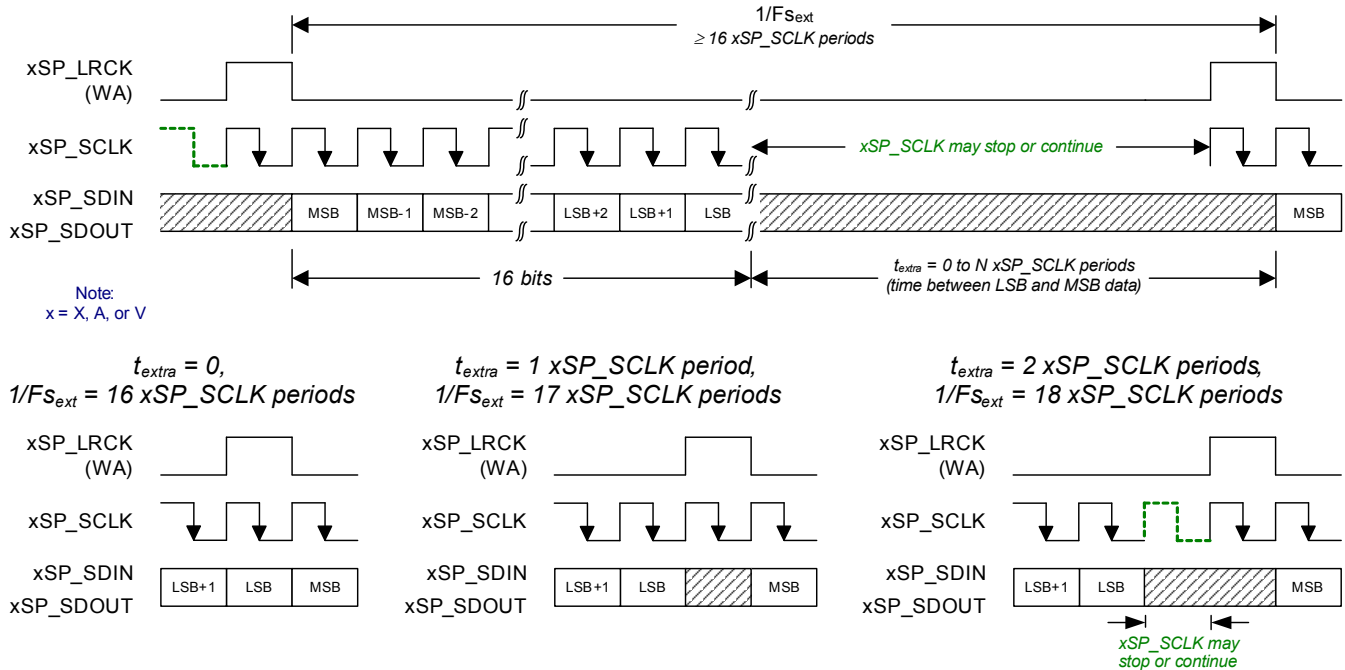 1/Fsext
≥ 16 xSP_SCLK periods
xSP_LRCK
(WA)
xSP_SCLK
xSP_SCLK may stop or continue
xSP_SDIN
xSP_SDOUT
MSB
MSB-1
MSB-2
LSB+2
LSB+1
LSB
MSB
16 bits
textra = 0 to N xSP_SCLK periods
(time between LSB and MSB data)
Note:
x = X, A, or V
textra = 0,
1/Fsext = 16 xSP_SCLK periods
xSP_LRCK
(WA)
xSP_SCLK
xSP_SDIN
xSP_SDOUT
LSB+1
LSB
MSB
textra = 1 xSP_SCLK period,
1/Fsext = 17 xSP_SCLK periods
xSP_LRCK
(WA)
xSP_SCLK
xSP_SDIN
xSP_SDOUT
LSB+1
LSB
MSB
textra = 2 xSP_SCLK periods,
1/Fsext = 18 xSP_SCLK periods
xSP_LRCK
(WA)
xSP_SCLK
xSP_SDIN
xSP_SDOUT
LSB+1
LSB
MSB
xSP_SCLK may
stop or continue